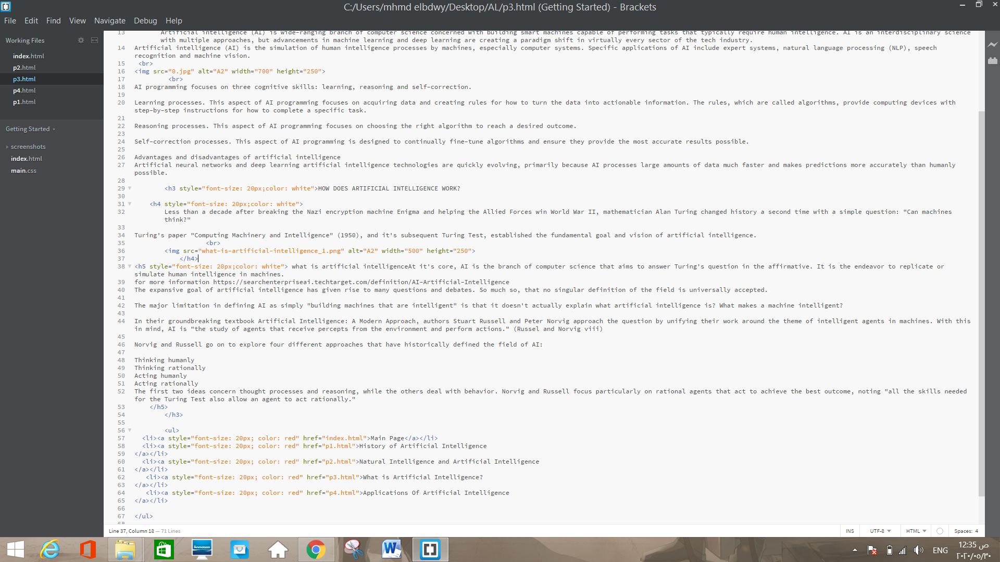 C:/Users/mhmd elbdwy/Desktop/AL/p3.html (Getting Started) - Brackets
File Edit Find View Navigate Debug Help
Working Files
index.html
p2.html
p3.html
p4.html
p1.html
Getting Started
screenshots
index.html
main.css
13 Artificial intelligence (AI) is wide-ranging branch of computer science concerned with building smart machines capable of performing tasks that typically require human intelligence. AI is an interdisciplinary science
with multiple approaches, but advancements in machine learning and deep learning are creating a paradigm shift in virtually every sector of the tech industry.
14 Artificial intelligence (AI) is the simulation of human intelligence processes by machines, especially computer systems. Specific applications of AI include expert systems, natural language processing (NLP), speech
recognition and machine vision.
15 <br>
16 <img src="0.jpg" alt="A2" width="700" height="250">
17 <br>
18 AI programming focuses on three cognitive skills: learning, reasoning and self-correction.
19
20 Learning processes. This aspect of AI programming focuses on acquiring data and creating rules for how to turn the data into actionable information. The rules, which are called algorithms, provide computing devices with
step-by-step instructions for how to complete a specific task.
21
22 Reasoning processes. This aspect of AI programming focuses on choosing the right algorithm to reach a desired outcome.
23
24 Self-correction processes. This aspect of AI programming is designed to continually fine-tune algorithms and ensure they provide the most accurate results possible.
25
26 Advantages and disadvantages of artificial intelligence
27 Artificial neural networks and deep learning artificial intelligence technologies are quickly evolving, primarily because AI processes large amounts of data much faster and makes predictions more accurately than humanly
possible.
28
29 <h3 style="font-size: 20px;color: white">HOW DOES ARTIFICIAL INTELLIGENCE WORK?
30
31 <h4 style="font-size: 20px;color: white">
32 Less than a decade after breaking the Nazi encryption machine Enigma and helping the Allied Forces win World War II, mathematician Alan Turing changed history a second time with a simple question: "Can machines
think?"
33
34 Turing's paper "Computing Machinery and Intelligence" (1950), and it's subsequent Turing Test, established the fundamental goal and vision of artificial intelligence.
35 <br>
36 <img src="what-is-artificial-intelligence_1.png" alt="A2" width="500" height="250">
37 </h4>
38 <h5 style="font-size: 20px;color: white"> what is artificial intelligenceAt it's core, AI is the branch of computer science that aims to answer Turing's question in the affirmative. It is the endeavor to replicate or
simulate human intelligence in machines.
39 for more information https://searchenterpriseai.techtarget.com/definition/AI-Artificial-Intelligence
40 The expansive goal of artificial intelligence has given rise to many questions and debates. So much so, that no singular definition of the field is universally accepted.
41
42 The major limitation in defining AI as simply "building machines that are intelligent" is that it doesn't actually explain what artificial intelligence is? What makes a machine intelligent?
43
44 In their groundbreaking textbook Artificial Intelligence: A Modern Approach, authors Stuart Russell and Peter Norvig approach the question by unifying their work around the theme of intelligent agents in machines. With this
in mind, AI is "the study of agents that receive percepts from the environment and perform actions." (Russel and Norvig viii)
45
46 Norvig and Russell go on to explore four different approaches that have historically defined the field of AI:
47
48 Thinking humanly
49 Thinking rationally
50 Acting humanly
51 Acting rationally
52 The first two ideas concern thought processes and reasoning, while the others deal with behavior. Norvig and Russell focus particularly on rational agents that act to achieve the best outcome, noting "all the skills needed
for the Turing Test also allow an agent to act rationally."
53 </h5>
54 </h3>
55
56 <ul>
57 <li><a style="font-size: 20px; color: red" href="index.html">Main Page</a></li>
58 <li><a style="font-size: 20px; color: red" href="p1.html">History of Artificial Intelligence
59 </a></li>
60 <li><a style="font-size: 20px; color: red" href="p2.html">Natural Intelligence and Artificial Intelligence
61 </a></li>
62 <li><a style="font-size: 20px; color: red" href="p3.html">What is Artificial Intelligence?
63 </a></li>
64 <li><a style="font-size: 20px; color: red" href="p4.html">Applications Of Artificial Intelligence
65 </a></li>
66
67 </ul>
68
Line 37, Column 18 — 71 Lines
INS UTF-8 HTML Spaces: 4
lenovo
ENG
12:35 ص
٢٠٢٠/٠٥/٣٠